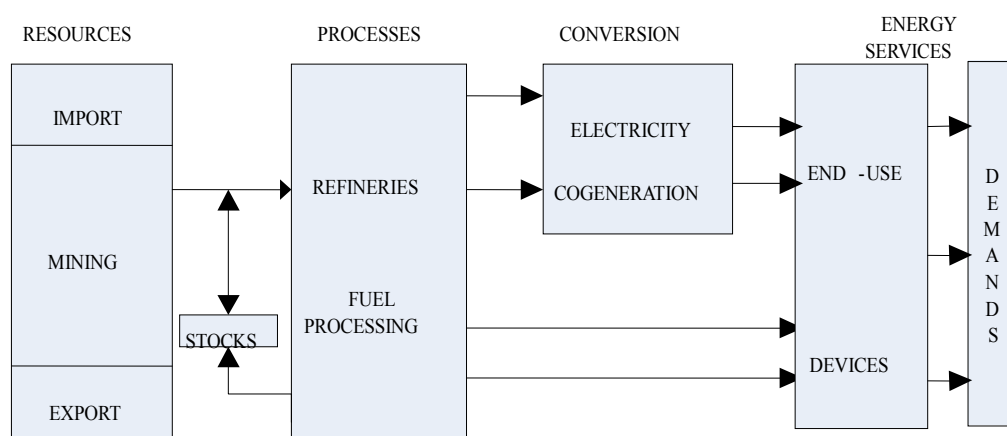 RESOURCES
PROCESSES
CONVERSION
ENERGY
SERVICES
IMPORT
MINING
EXPORT
STOCKS
REFINERIES
FUEL
PROCESSING
ELECTRICITY
COGENERATION
END -USE
DEVICES
D
E
M
A
N
D
S